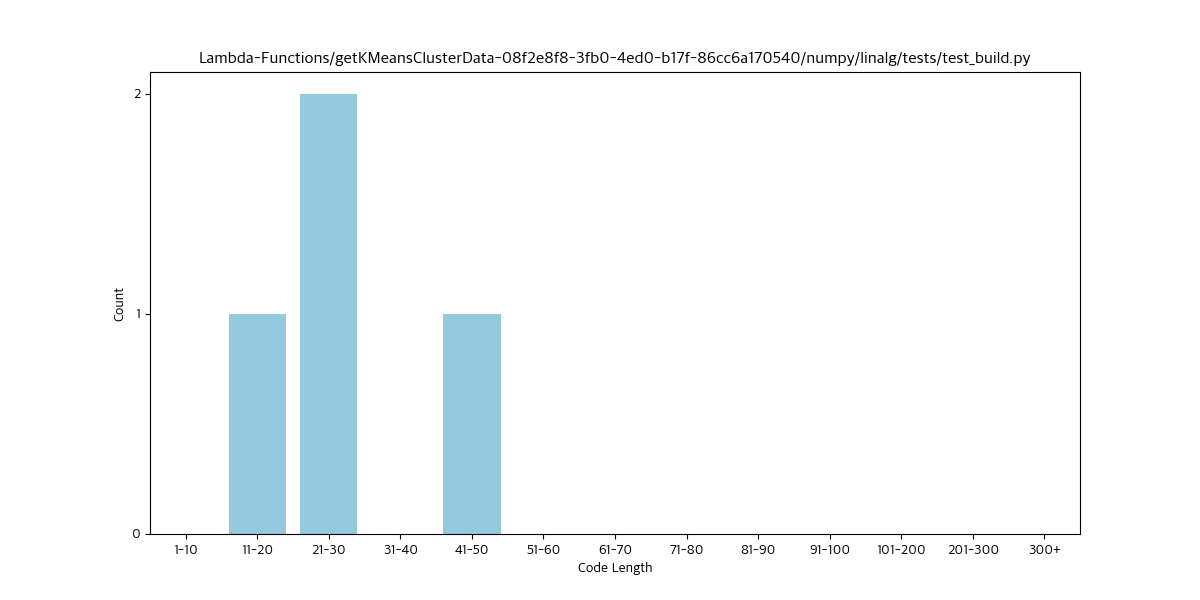 Lambda-Functions/getKMeansClusterData-08f2e8f8-3fb0-4ed0-b17f-86cc6a170540/numpy/linalg/tests/test_build.py
2
1
0
Count
1-10 11-20 21-30 31-40 41-50 51-60 61-70 71-80 81-90 91-100 101-200 201-300 300+
Code Length